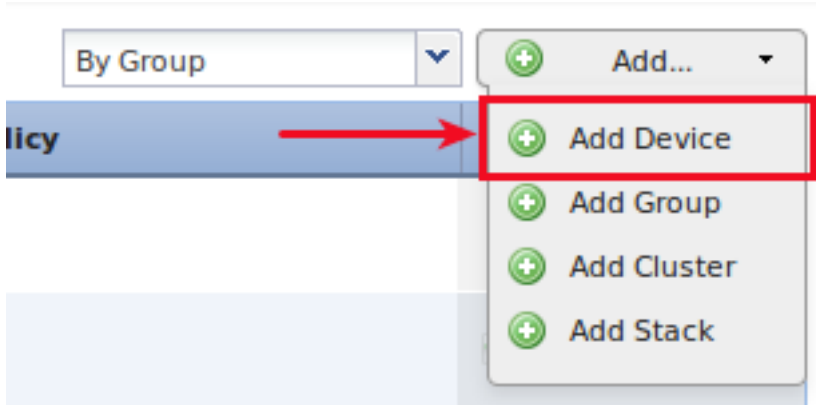 By Group
Add...
licy
Add Device
Add Group
Add Cluster
Add Stack